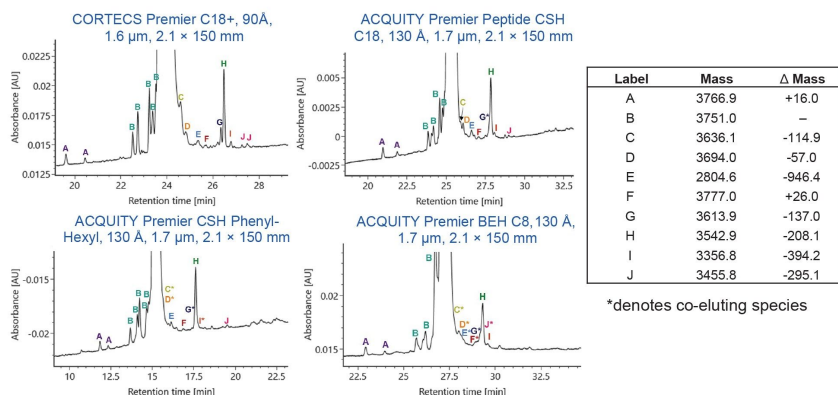 CORTECS Premier C18+, 90Å,
1.6 µm, 2.1 × 150 mm
Absorbance [AU]
0.0225
0.02
0.0175
0.015
0.0125
A
A
B
B
B
B
B
C
D
E
F
G
H
I
J
J
20
22
24
26
28
Retention time [min]
ACQUITY Premier Peptide CSH
C18, 130 Å, 1.7 µm, 2.1 × 150 mm
Absorbance [AU]
0.005
0.0025
0
-0.0025
A
A
B
B
B
B
C
D
E
F
G*
H
I
J
20
22.5
25
27.5
30
32.5
Retention time [min]
ACQUITY Premier CSH Phenyl-
Hexyl, 130 Å, 1.7 µm, 2.1 × 150 mm
Absorbance [AU]
-0.015
-0.02
A
A
B
B
B
B
C*
D*
E
F
G*
H
I*
J
10
12.5
15
17.5
20
22.5
Retention time [min]
ACQUITY Premier BEH C8, 130 Å,
1.7 µm, 2.1 × 150 mm
Absorbance [AU]
0.02
0.015
A
A
B
B
B
C*
D*
E*
F*
G*
H
J*
I
22.5
25
27.5
30
32.5
Retention time [min]
Label Mass Δ Mass
A 3766.9 +16.0
B 3751.0 –
C 3636.1 -114.9
D 3694.0 -57.0
E 2804.6 -946.4
F 3777.0 +26.0
G 3613.9 -137.0
H 3542.9 -208.1
I 3356.8 -394.2
J 3455.8 -295.1
*denotes co-eluting species